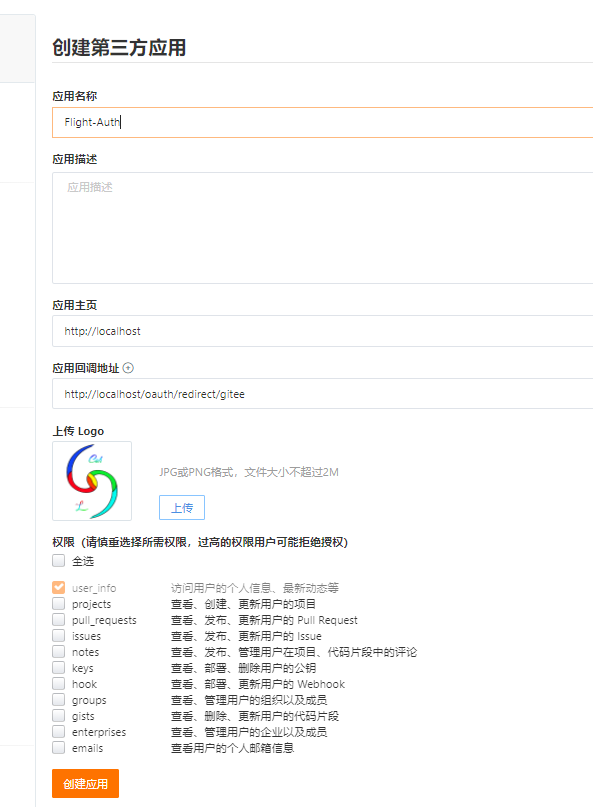 创建第三方应用
应用名称
Flight-Auth
应用描述
应用描述
应用主页
http://localhost
应用回调地址
http://localhost/oauth/redirect/gitee
上传 Logo
JPG或PNG格式，文件大小不超过2M
上传
权限（请慎重选择所需权限，过高的权限用户可能拒绝授权）
全选
user_info 访问用户的个人信息、最新动态等
projects 查看、创建、更新用户的项目
pull_requests 查看、发布、更新用户的 Pull Request
issues 查看、发布、更新用户的 Issue
notes 查看、发布、管理用户在项目、代码片段中的评论
keys 查看、部署、删除用户的公钥
hook 查看、部署、更新用户的 Webhook
groups 查看、管理用户的组织以及成员
gists 查看、删除、更新用户的代码片段
enterprises 查看、管理用户的企业以及成员
emails 查看用户的个人邮箱信息
创建应用